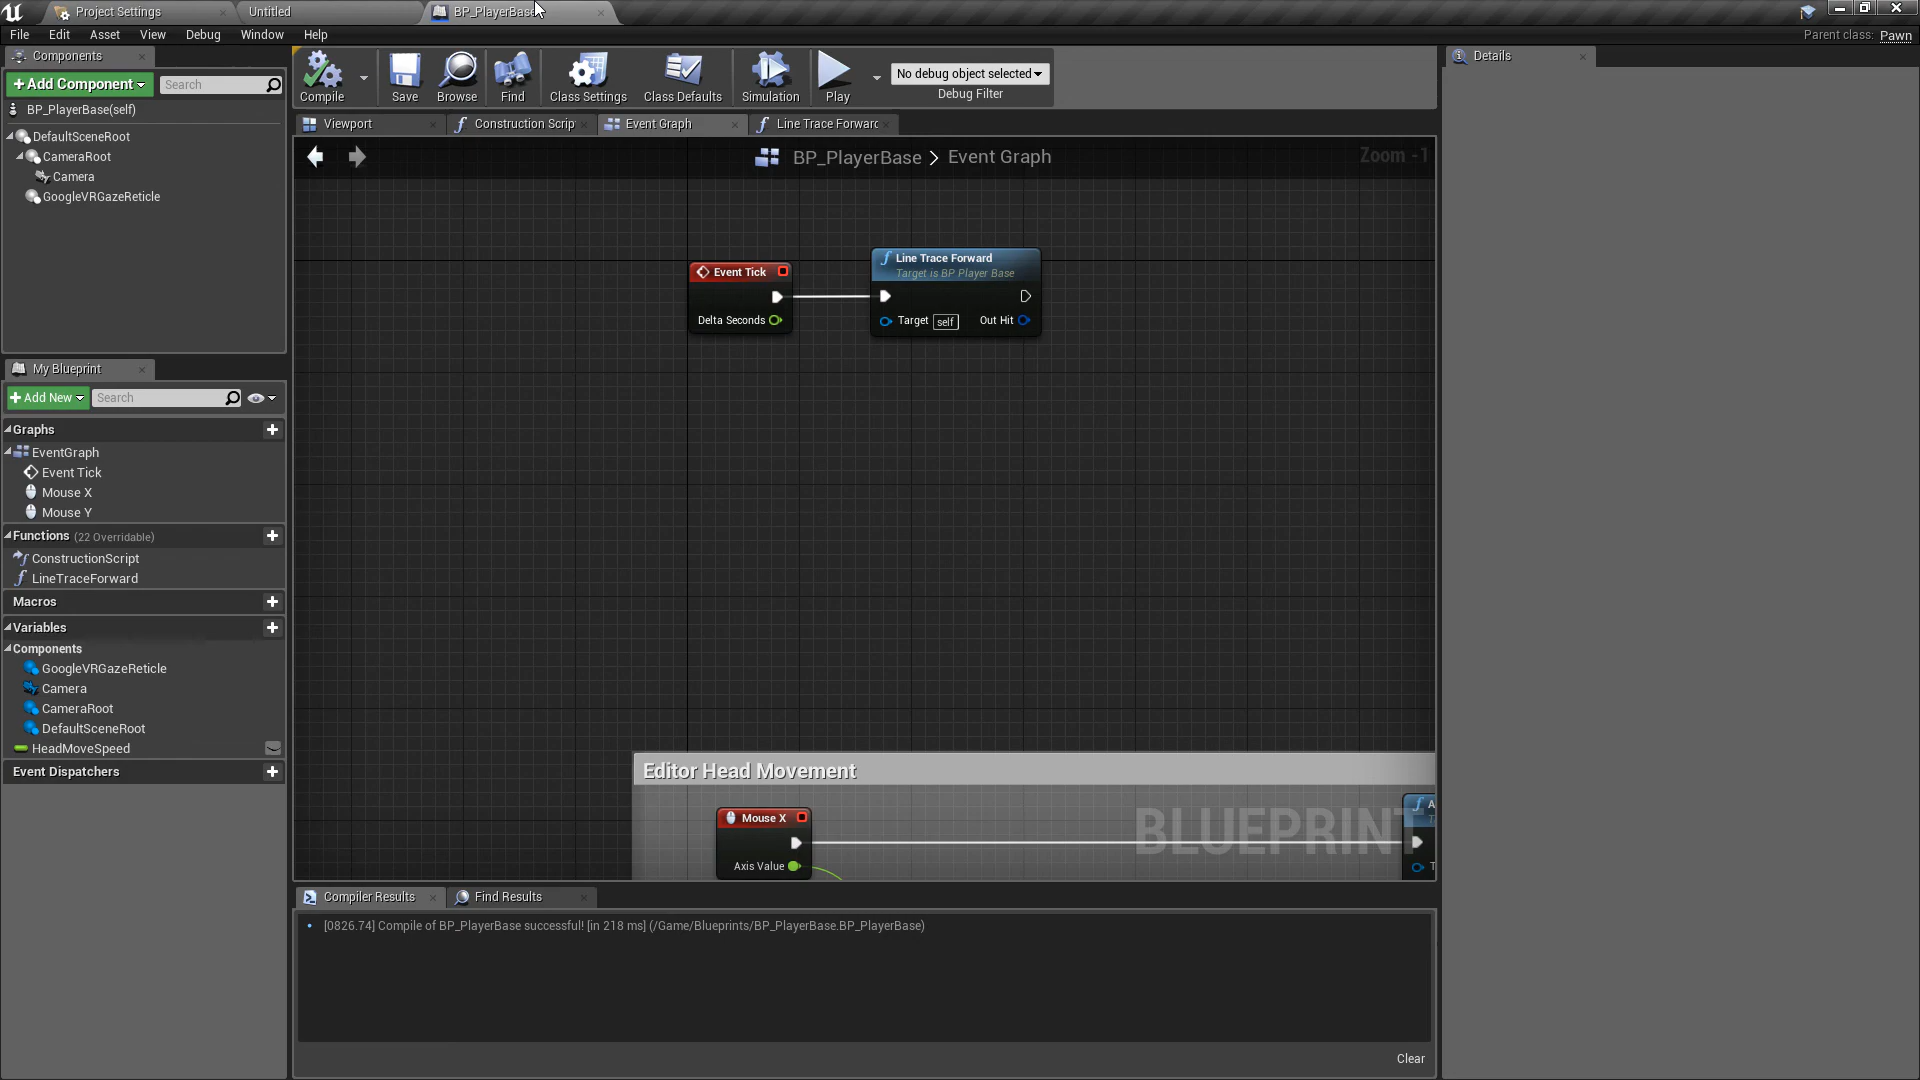 Project Settings
Untitled
BP_PlayerBase
File Edit Asset View Debug Window Help
Parent class: Pawn
Components
+Add Component
Search
BP_PlayerBase(self)
DefaultSceneRoot
CameraRoot
Camera
GoogleVRGazeReticle
My Blueprint
+Add New
Search
Graphs
EventGraph
Event Tick
Mouse X
Mouse Y
Functions (22 Overridable)
ConstructionScript
LineTraceForward
Macros
Variables
Components
GoogleVRGazeReticle
Camera
CameraRoot
DefaultSceneRoot
HeadMoveSpeed
Event Dispatchers
Compile Save Browse Find Class Settings Class Defaults Simulation Play
No debug object selected
Debug Filter
Viewport
Construction Scrip
Event Graph
Line Trace Forward
BP_PlayerBase > Event Graph
Zoom -1
Event Tick
Delta Seconds
Line Trace Forward
Target is BP Player Base
Target self Out Hit
Editor Head Movement
Mouse X
Axis Value
BLUEPRINT
Compiler Results
Find Results
[0826.74] Compile of BP_PlayerBase successful! [in 218 ms] (/Game/Blueprints/BP_PlayerBase.BP_PlayerBase)
Clear
Details